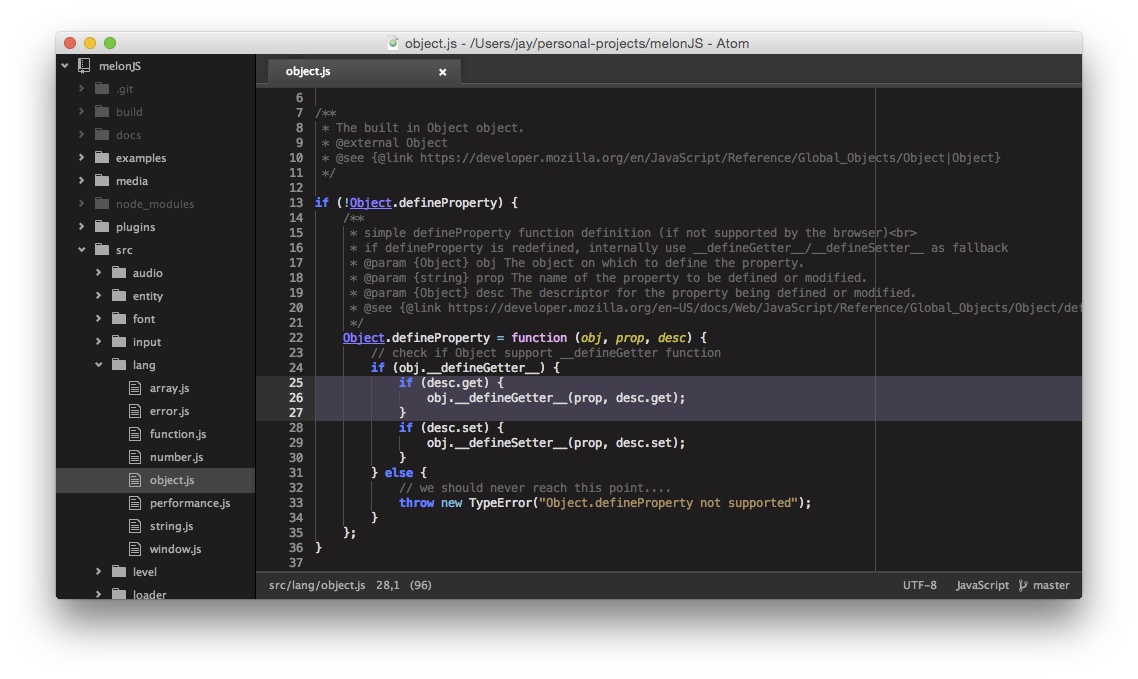 object.js - /Users/jay/personal-projects/melonJS - Atom
melonJS
.git
build
docs
examples
media
node_modules
plugins
src
audio
entity
font
input
lang
array.js
error.js
function.js
number.js
object.js
performance.js
string.js
window.js
level
loader
object.js
6
7 /**
8  * The built in Object object.
9  * @external Object
10  * @see {@link https://developer.mozilla.org/en/JavaScript/Reference/Global_Objects/Object|Object}
11  */
12
13 if (!Object.defineProperty) {
14     /**
15      * simple defineProperty function definition (if not supported by the browser)<br>
16      * if defineProperty is redefined, internally use __defineGetter__/__defineSetter__ as fallback
17      * @param {Object} obj The object on which to define the property.
18      * @param {string} prop The name of the property to be defined or modified.
19      * @param {Object} desc The descriptor for the property being defined or modified.
20      * @see {@link https://developer.mozilla.org/en-US/docs/Web/JavaScript/Reference/Global_Objects/Object/def
21      */
22     Object.defineProperty = function (obj, prop, desc) {
23         // check if Object support __defineGetter function
24         if (obj.__defineGetter__) {
25             if (desc.get) {
26                 obj.__defineGetter__(prop, desc.get);
27             }
28             if (desc.set) {
29                 obj.__defineSetter__(prop, desc.set);
30             }
31         } else {
32             // we should never reach this point....
33             throw new TypeError("Object.defineProperty not supported");
34         }
35     };
36 }
37
src/lang/object.js 28,1 (96) UTF-8 JavaScript master